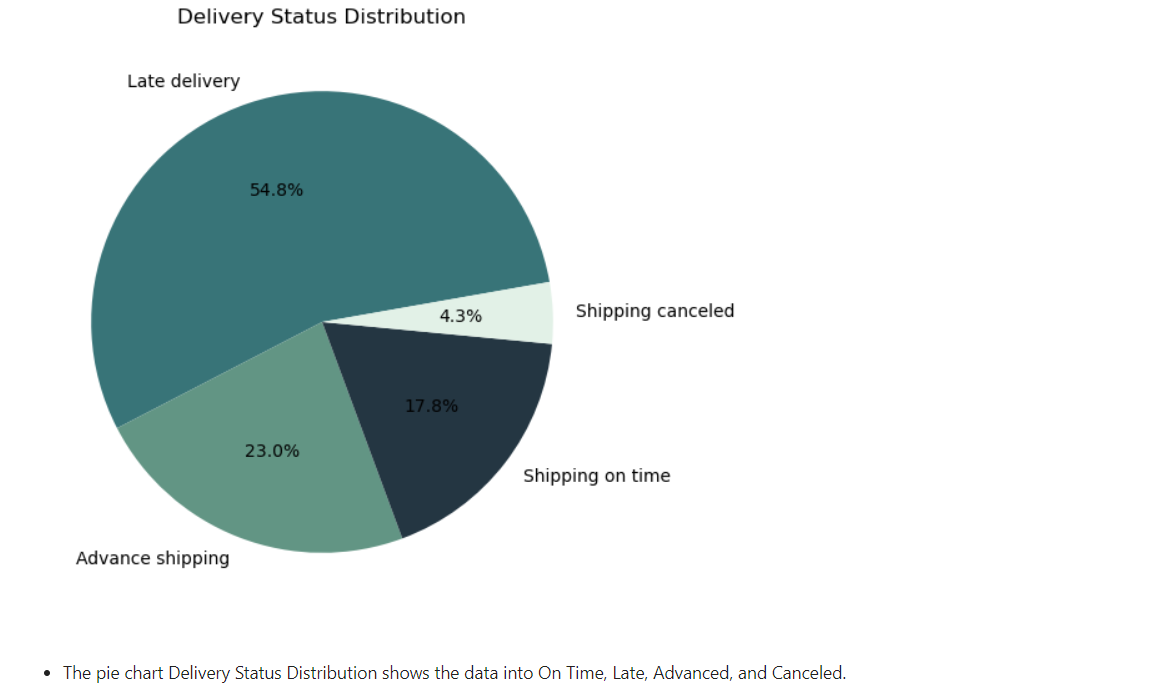 Delivery Status Distribution
Late delivery
54.8%
Shipping canceled
4.3%
17.8%
23.0%
Shipping on time
Advance shipping
• The pie chart Delivery Status Distribution shows the data into On Time, Late, Advanced, and Canceled.